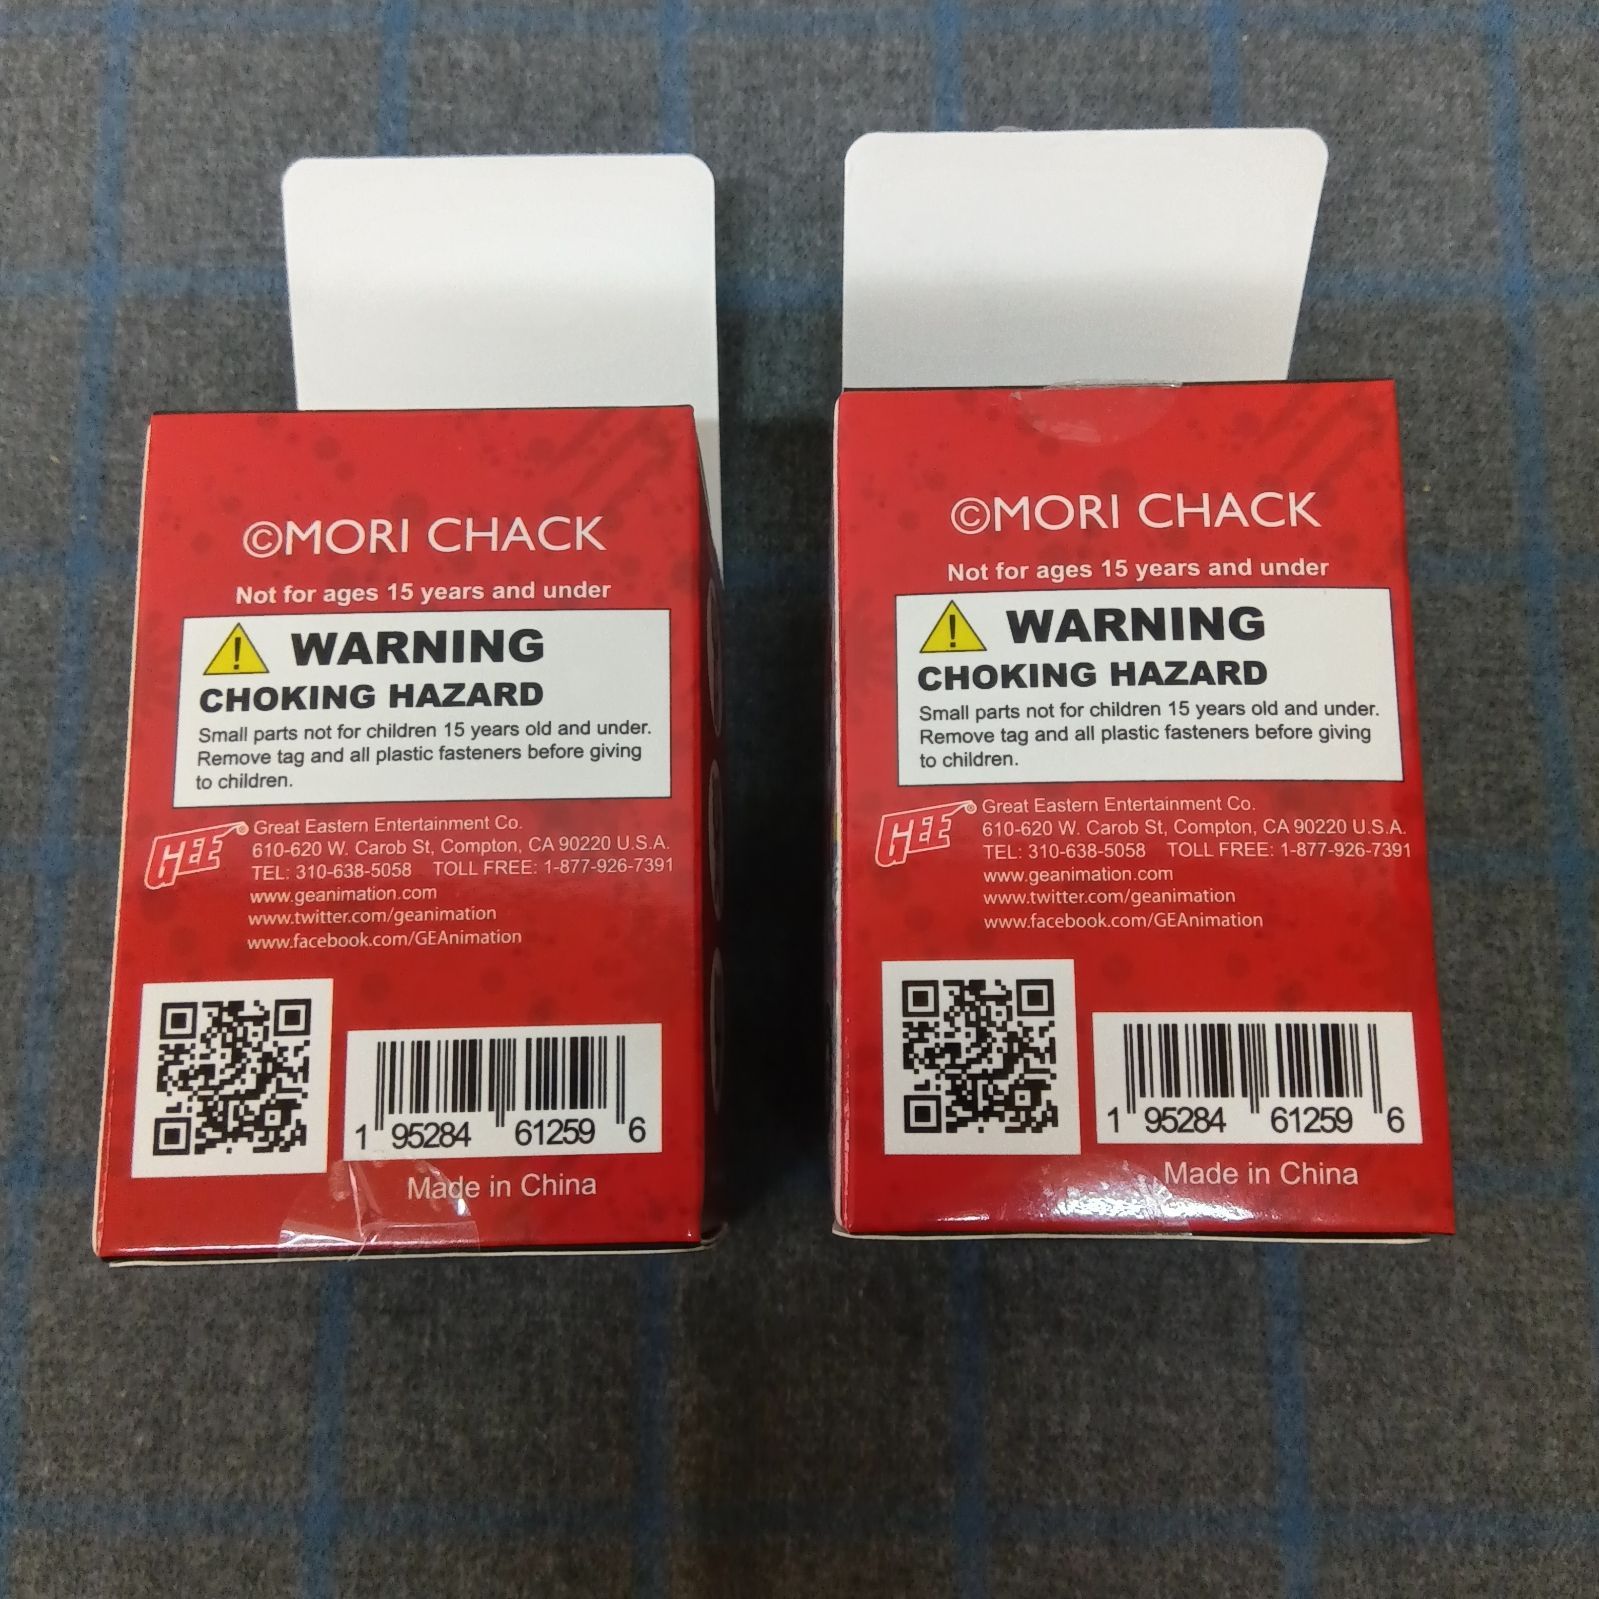 ©MORI CHACK
Not for ages 15 years and under
WARNING
CHOKING HAZARD
Small parts not for children 15 years old and under.
Remove tag and all plastic fasteners before giving
to children.
GEE
® Great Eastern Entertainment Co.
610-620 W. Carob St, Compton, CA 90220 U.S.A.
TEL: 310-638-5058 TOLL FREE: 1-877-926-7391
www.geanimation.com
www.twitter.com/geanimation
www.facebook.com/GEAnimation
1 95284 61259 6
Made in China
©MORI CHACK
Not for ages 15 years and under
WARNING
CHOKING HAZARD
Small parts not for children 15 years old and under.
Remove tag and all plastic fasteners before giving
to children.
GEE
® Great Eastern Entertainment Co.
610-620 W. Carob St, Compton, CA 90220 U.S.A.
TEL: 310-638-5058 TOLL FREE: 1-877-926-7391
www.geanimation.com
www.twitter.com/geanimation
www.facebook.com/GEAnimation
1 95284 61259 6
Made in China